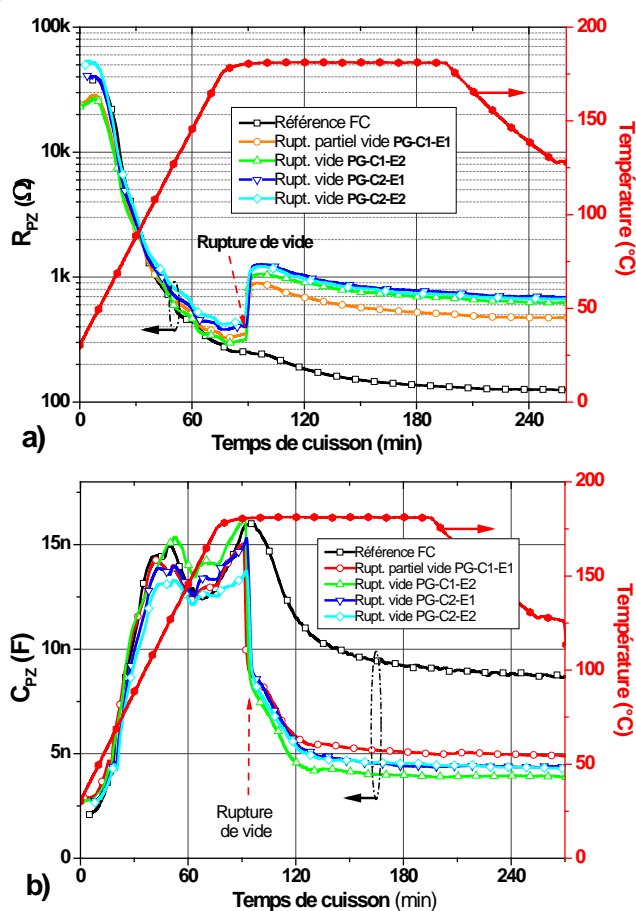 100k
10k
1k
100
R_PZ (Ω)
200
150
100
50
0
Température (°C)
Référence FC
Rupt. partiel vide PG-C1-E1
Rupt. vide PG-C1-E2
Rupt. vide PG-C2-E1
Rupt. vide PG-C2-E2
Rupture de vide
0 60 120 180 240
a)
Temps de cuisson (min)
15n
10n
5n
0
C_PZ (F)
200
150
100
50
0
Température (°C)
Référence FC
Rupt. partiel vide PG-C1-E1
Rupt. vide PG-C1-E2
Rupt. vide PG-C2-E1
Rupt. vide PG-C2-E2
Rupture
de vide
0 60 120 180 240
b)
Temps de cuisson (min)